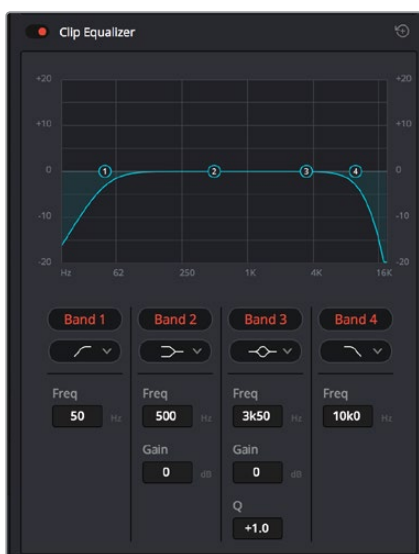 Clip Equalizer
+20 +20
+10 +10
0 1 2 3 4 0
-10 -10
-20 -20
Hz 62 250 1K 4K 16K
Band 1 Band 2 Band 3 Band 4
Freq Freq Freq Freq
50 Hz 500 Hz 3k50 Hz 10k0 Hz
Gain Gain
0 dB 0 dB
Q
+1.0